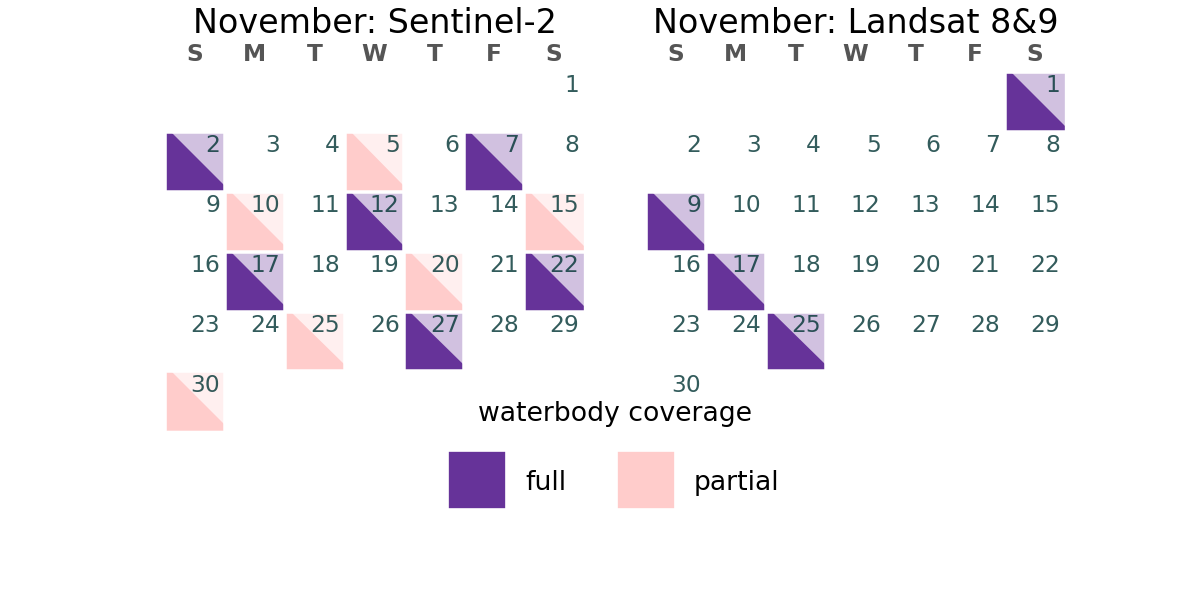 November: Sentinel-2
S M T W T F S
1
2 3 4 5 6 7 8
9 10 11 12 13 14 15
16 17 18 19 20 21 22
23 24 25 26 27 28 29
30
November: Landsat 8&9
S M T W T F S
1
2 3 4 5 6 7 8
9 10 11 12 13 14 15
16 17 18 19 20 21 22
23 24 25 26 27 28 29
30
waterbody coverage
full partial